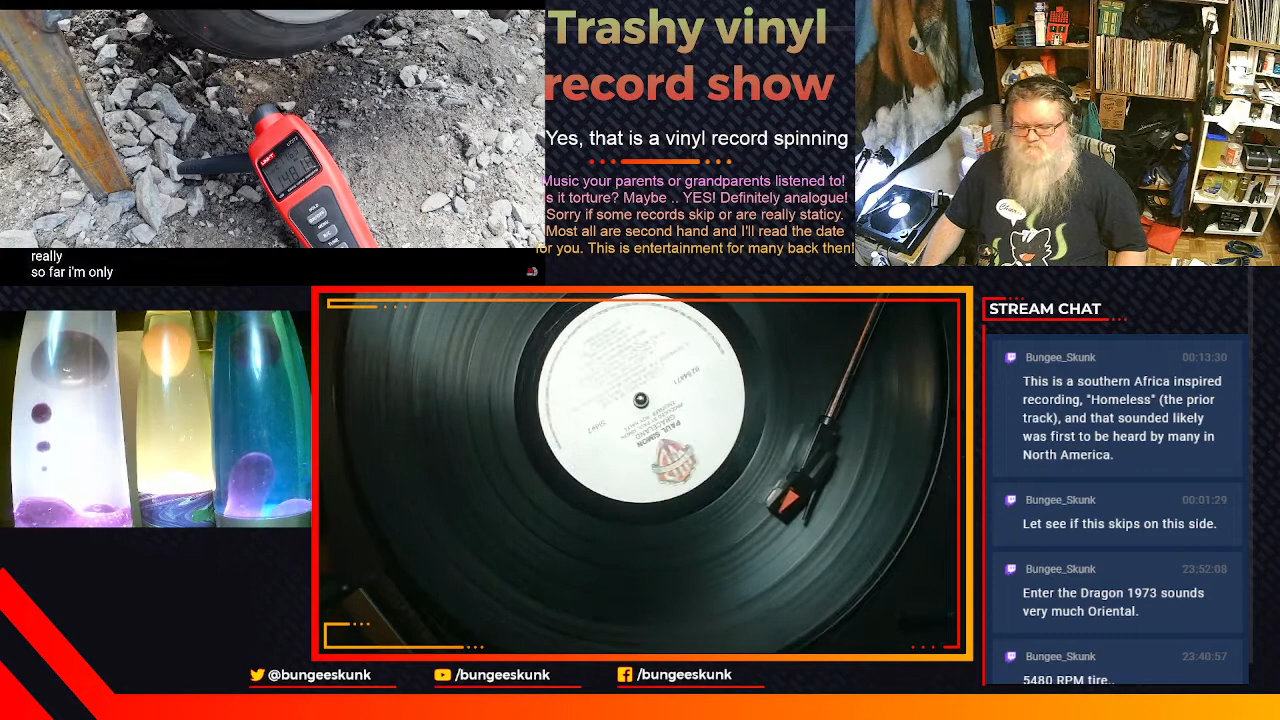 Trashy vinyl
record show
Yes, that is a vinyl record spinning
Music your parents or grandparents listened to!
s it torture? Maybe .. YES! Definitely analogue!
Sorry if some records skip or are really staticy.
Most all are second hand and I'll read the date
for you. This is entertainment for many back then!
UNI-T
HOLD
really
so far i'm only
Side 2
PAUL SIMON
GRACELAND
STREAM CHAT
Bungee_Skunk 00:13:30
This is a southern Africa inspired
recording, "Homeless" (the prior
track), and that sounded likely
was first to be heard by many in
North America.
Bungee_Skunk 00:01:29
Let see if this skips on this side.
Bungee_Skunk 23:52:08
Enter the Dragon 1973 sounds
very much Oriental.
Bungee_Skunk 23:40:57
5480 RPM tire..
@bungeeskunk
/bungeeskunk
/bungeeskunk